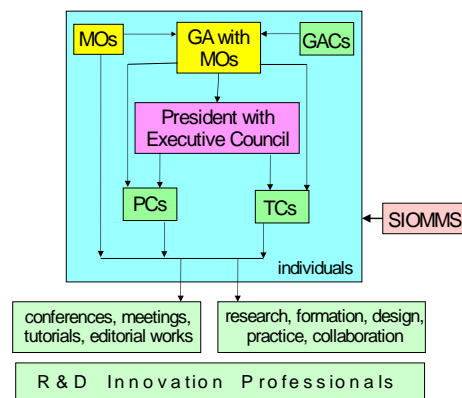 MOs
GA with
MOs
GACs
President with
Executive Council
PCs
TCs
SIOMMS
individuals
conferences, meetings,
tutorials, editorial works
research, formation, design,
practice, collaboration
R & D Innovation Professionals